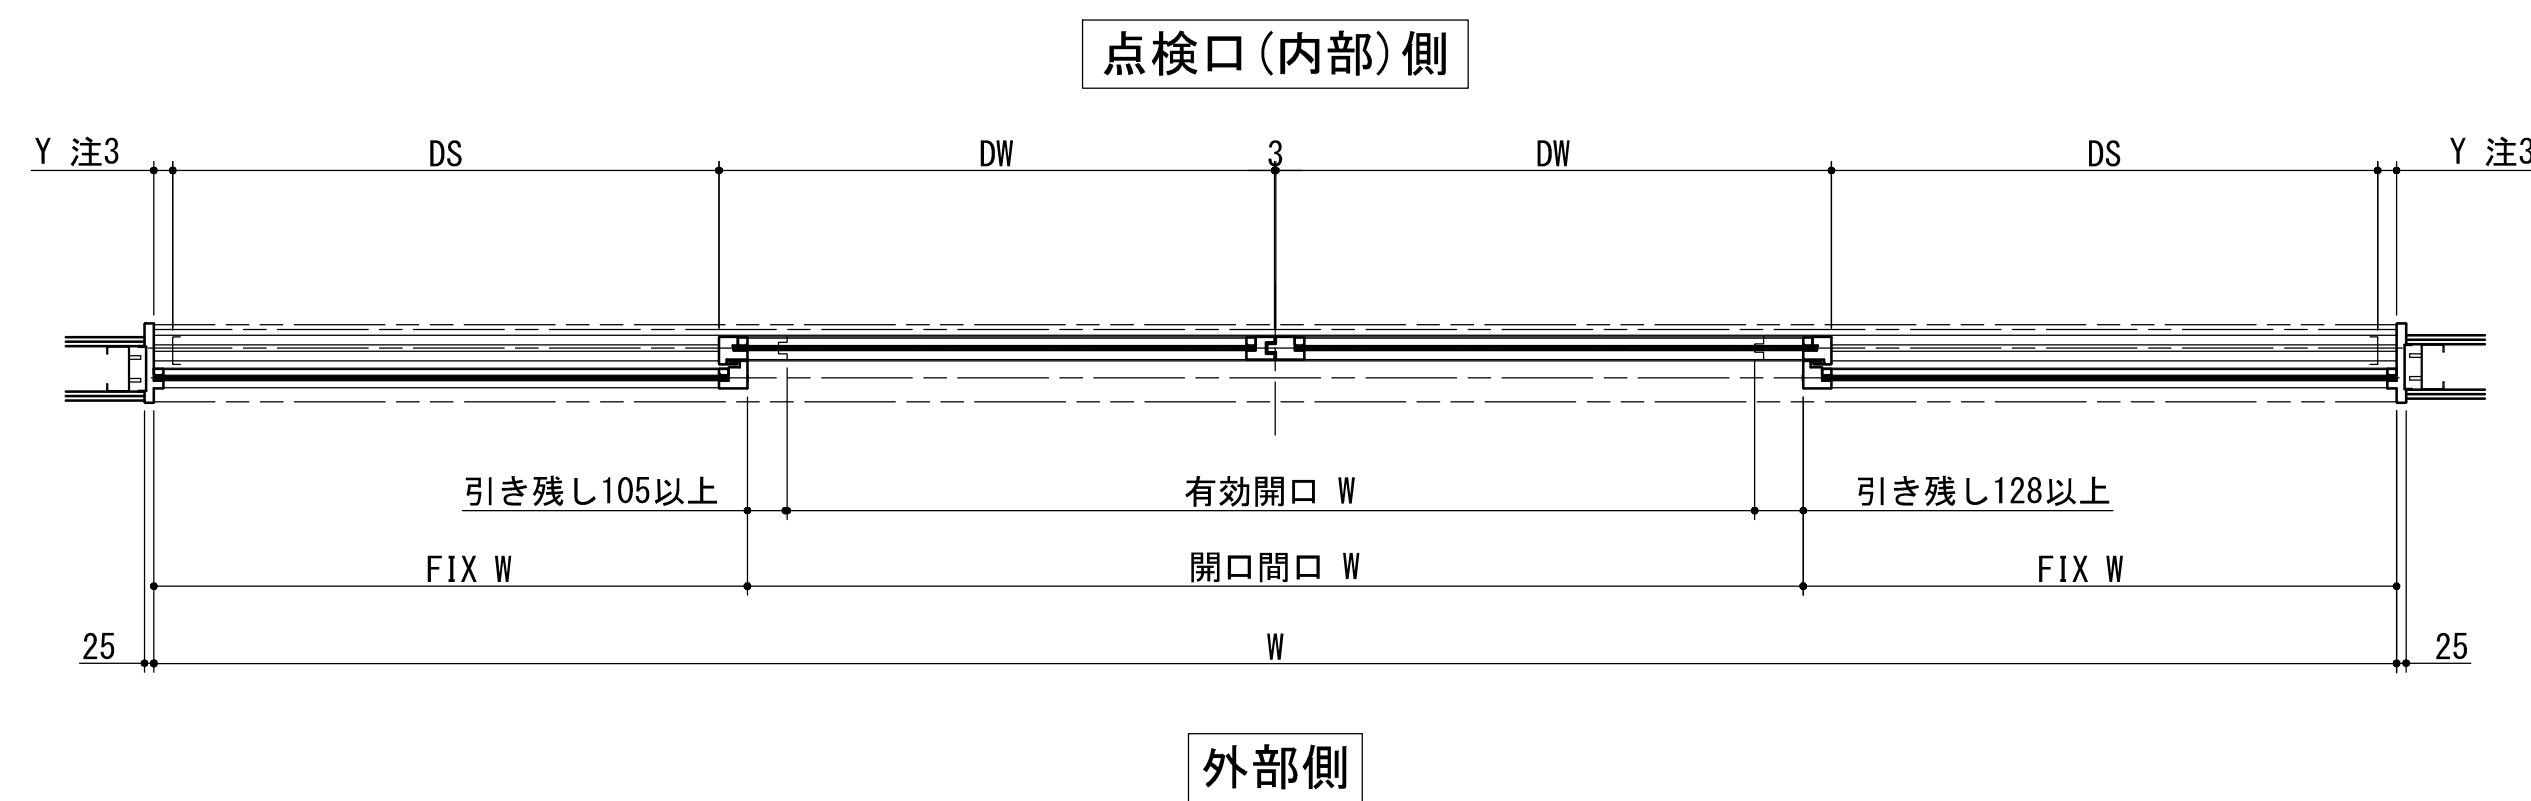 点検口(内部)側
Y 注3 DS DW 3 DW DS Y 注3
引き残し105以上 有効開口 W 引き残し128以上
FIX W 開口間口 W FIX W
25 W 25
外部側